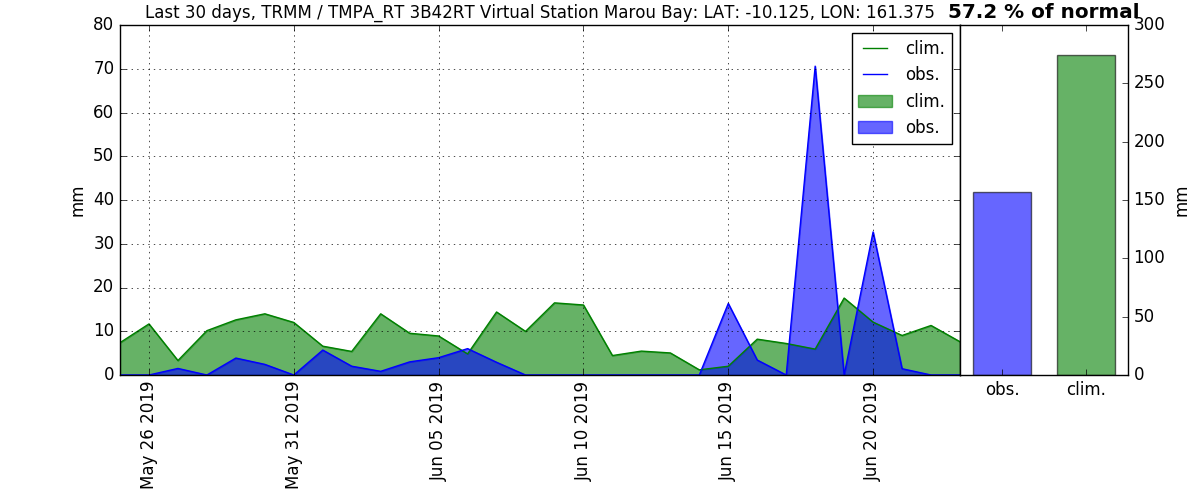 Last 30 days, TRMM / TMPA_RT 3B42RT Virtual Station Marou Bay: LAT: -10.125, LON: 161.375
57.2 % of normal
80
70
60
50
40
30
20
10
0
mm
clim.
obs.
clim.
obs.
May 26 2019
May 31 2019
Jun 05 2019
Jun 10 2019
Jun 15 2019
Jun 20 2019
300
250
200
150
100
50
0
mm
obs.
clim.